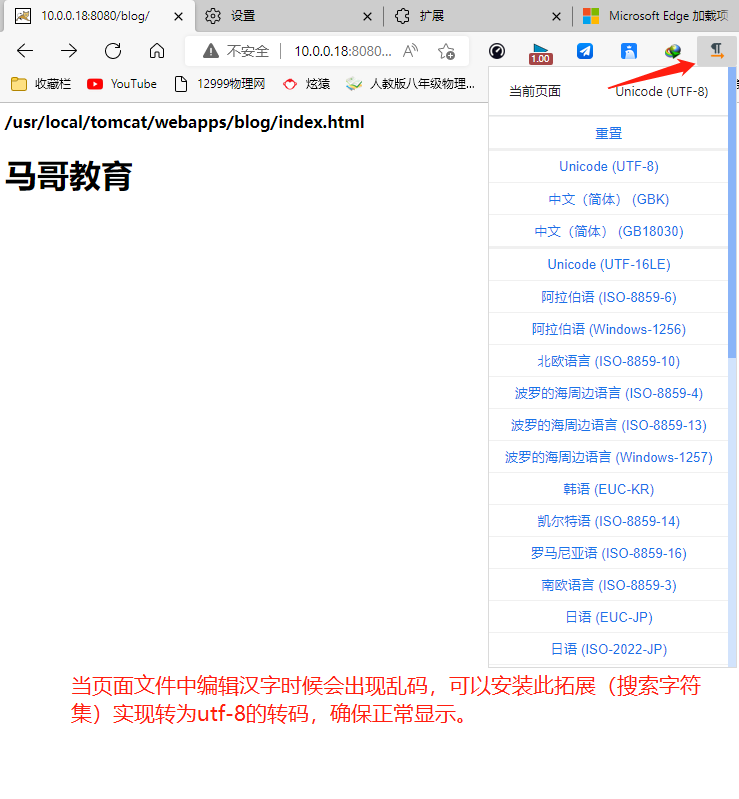 10.0.0.18:8080/blog/
设置
扩展
Microsoft Edge 加载项
不安全
10.0.0.18:8080...
1.00
收藏栏
YouTube
12999物理网
炫猿
人教版八年级物理...
当前页面
Unicode (UTF-8)
/usr/local/tomcat/webapps/blog/index.html
马哥教育
重置
Unicode (UTF-8)
中文（简体） (GBK)
中文（简体） (GB18030)
Unicode (UTF-16LE)
阿拉伯语 (ISO-8859-6)
阿拉伯语 (Windows-1256)
北欧语言 (ISO-8859-10)
波罗的海周边语言 (ISO-8859-4)
波罗的海周边语言 (ISO-8859-13)
波罗的海周边语言 (Windows-1257)
韩语 (EUC-KR)
凯尔特语 (ISO-8859-14)
罗马尼亚语 (ISO-8859-16)
南欧语言 (ISO-8859-3)
日语 (EUC-JP)
日语 (ISO-2022-JP)
当页面文件中编辑汉字时候会出现乱码，可以安装此拓展（搜索字符
集）实现转为utf-8的转码，确保正常显示。